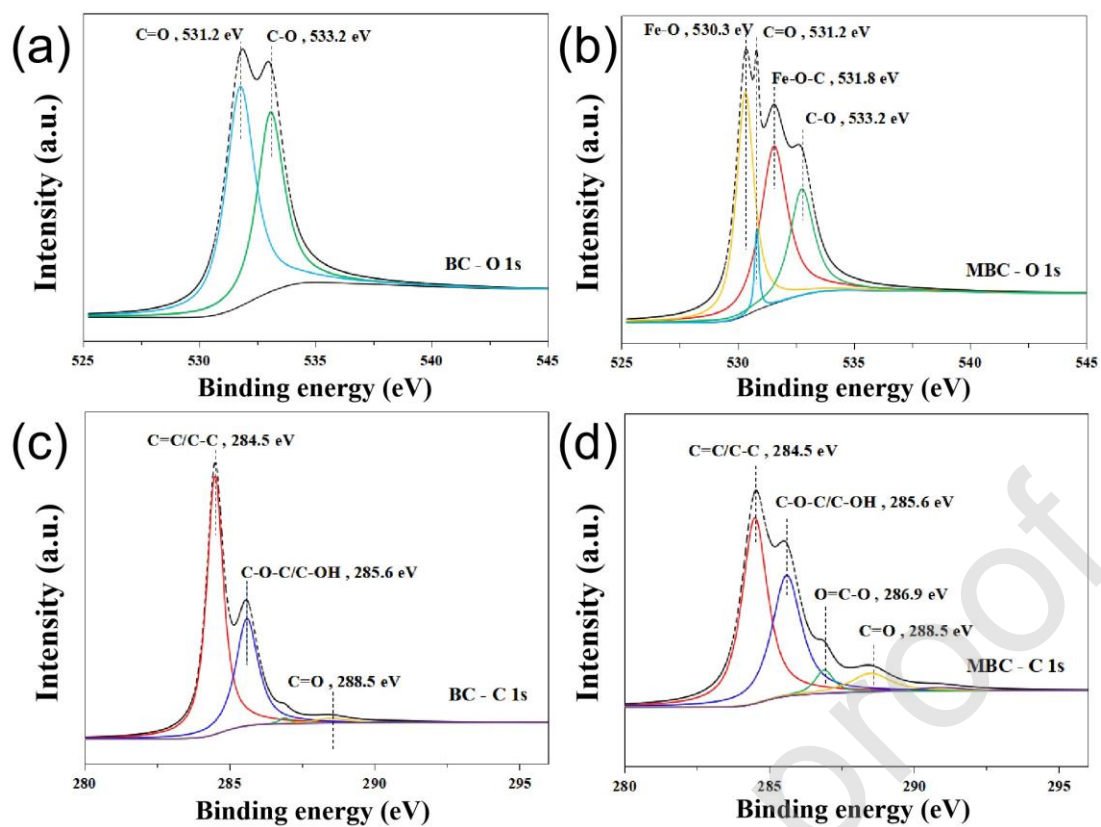 (a)
C=O , 531.2 eV
C-O , 533.2 eV
Intensity (a.u.)
BC - O 1s
525 530 535 540 545
Binding energy (eV)
(b)
Fe-O , 530.3 eV
C=O , 531.2 eV
Fe-O-C , 531.8 eV
C-O , 533.2 eV
Intensity (a.u.)
MBC - O 1s
525 530 535 540 545
Binding energy (eV)
(c)
C=C/C-C , 284.5 eV
C-O-C/C-OH , 285.6 eV
C=O , 288.5 eV
Intensity (a.u.)
BC - C 1s
280 285 290 295
Binding energy (eV)
(d)
C=C/C-C , 284.5 eV
C-O-C/C-OH , 285.6 eV
O=C-O , 286.9 eV
C=O , 288.5 eV
Intensity (a.u.)
MBC - C 1s
280 285 290 295
Binding energy (eV)
proof